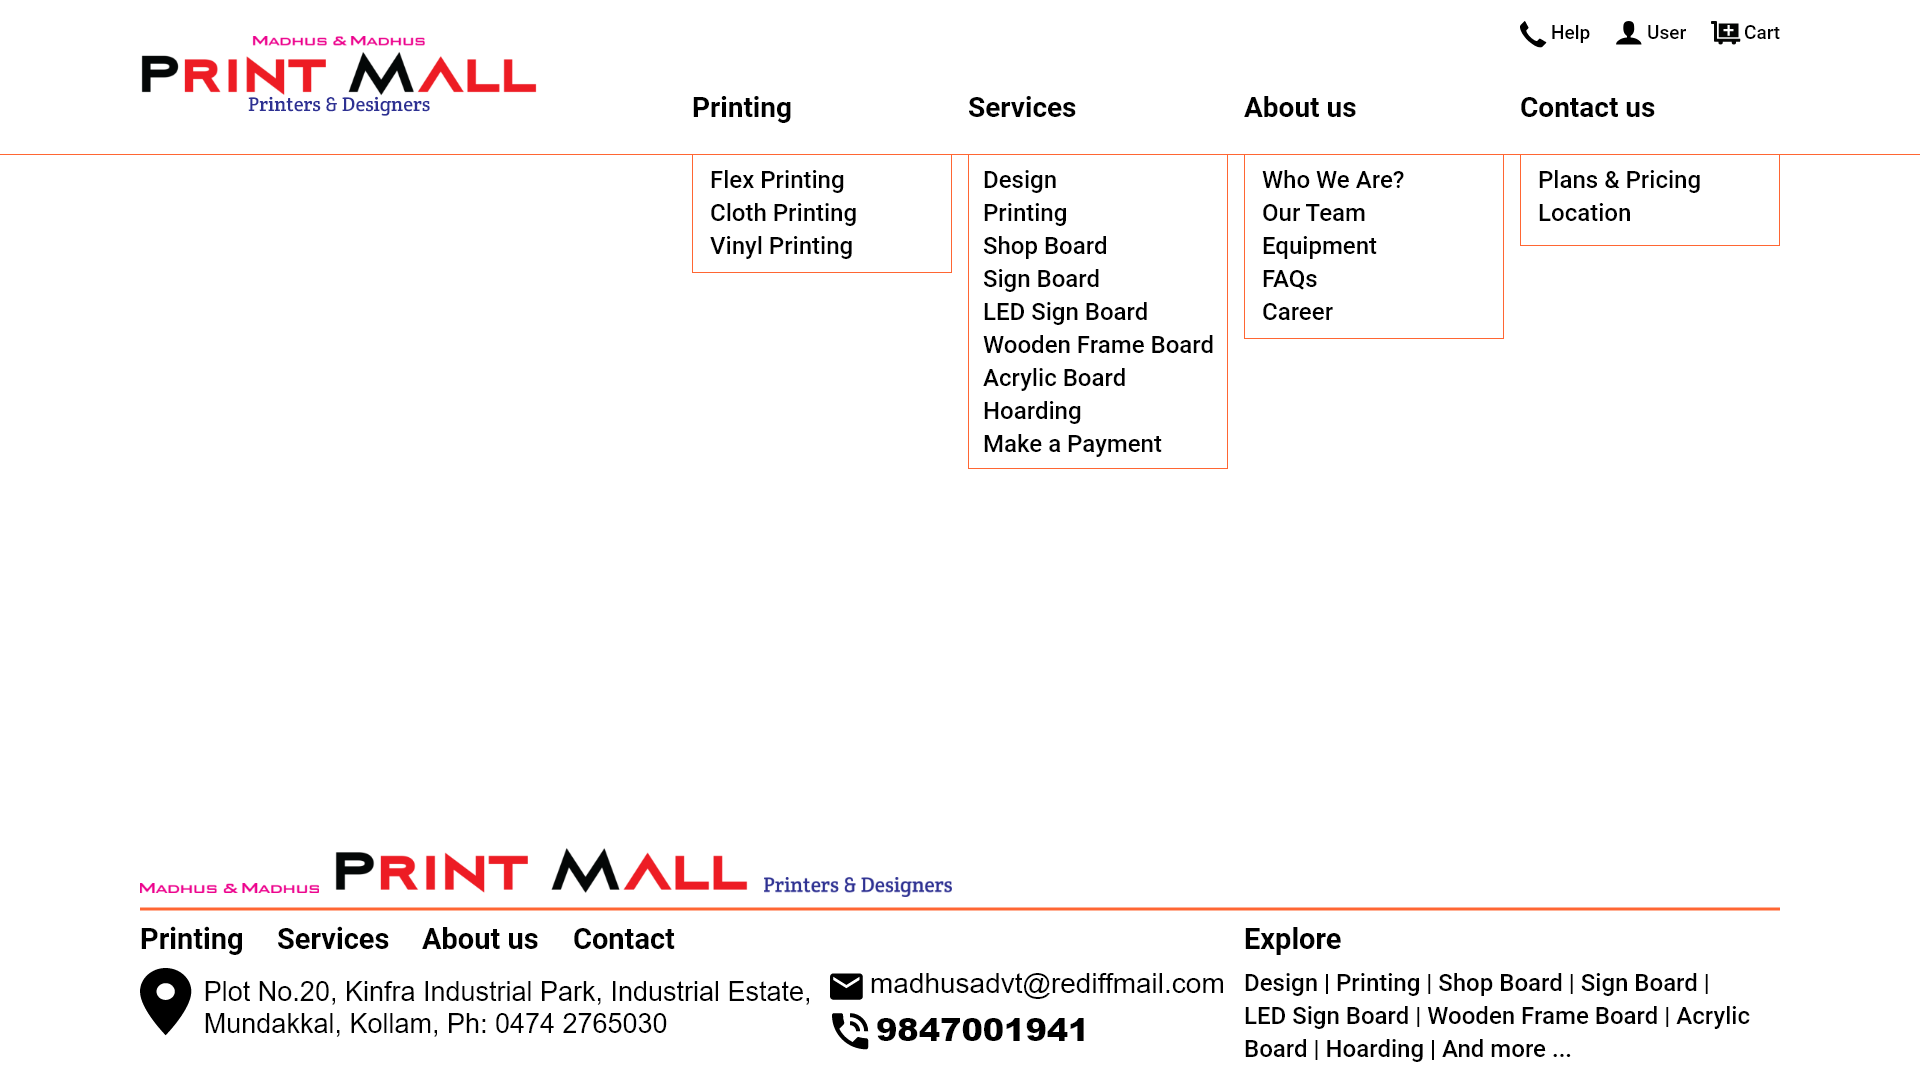 Help User Cart
MADHUS & MADHUS
PRINT MALL
Printers & Designers
Printing Services About us Contact us
Flex Printing
Cloth Printing
Vinyl Printing
Design
Printing
Shop Board
Sign Board
LED Sign Board
Wooden Frame Board
Acrylic Board
Hoarding
Make a Payment
Who We Are?
Our Team
Equipment
FAQs
Career
Plans & Pricing
Location
MADHUS & MADHUS PRINT MALL Printers & Designers
Printing Services About us Contact
Plot No.20, Kinfra Industrial Park, Industrial Estate,
Mundakkal, Kollam, Ph: 0474 2765030
madhusadvt@rediffmail.com
9847001941
Explore
Design | Printing | Shop Board | Sign Board |
LED Sign Board | Wooden Frame Board | Acrylic
Board | Hoarding | And more ...